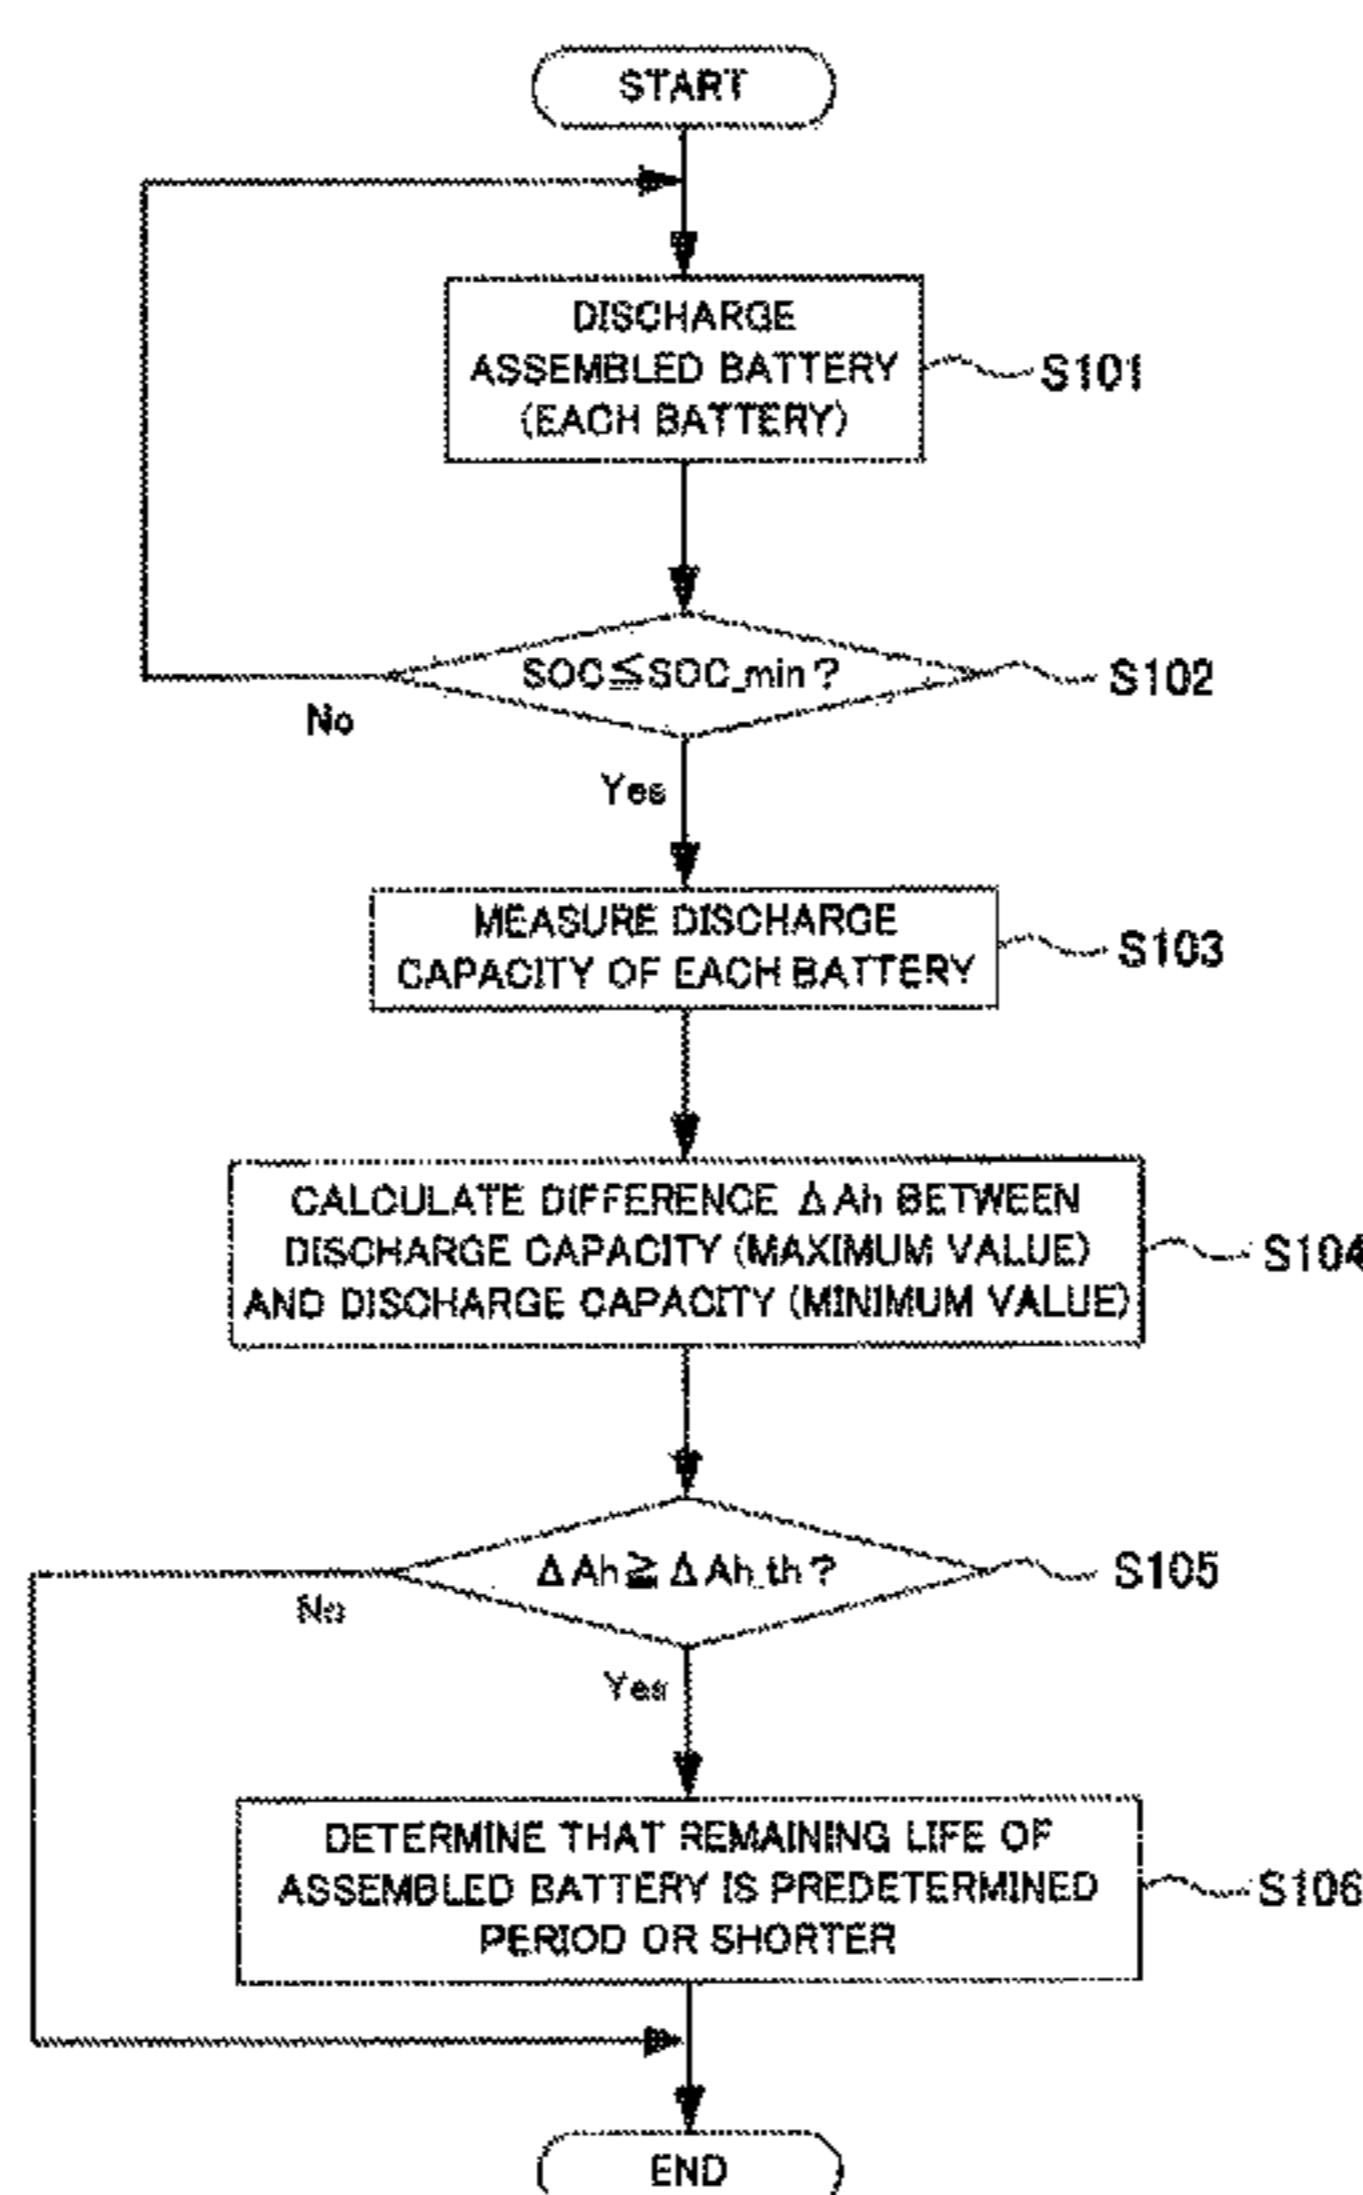 START
DISCHARGE
ASSEMBLED BATTERY
(EACH BATTERY)
S101
SOC≦SOC_min?
S102
No
Yes
MEASURE DISCHARGE
CAPACITY OF EACH BATTERY
S103
CALCULATE DIFFERENCE ΔAh BETWEEN
DISCHARGE CAPACITY (MAXIMUM VALUE)
AND DISCHARGE CAPACITY (MINIMUM VALUE)
S104
ΔAh≧ΔAh_th?
S105
No
Yes
DETERMINE THAT REMAINING LIFE OF
ASSEMBLED BATTERY IS PREDETERMINED
PERIOD OR SHORTER
S106
END